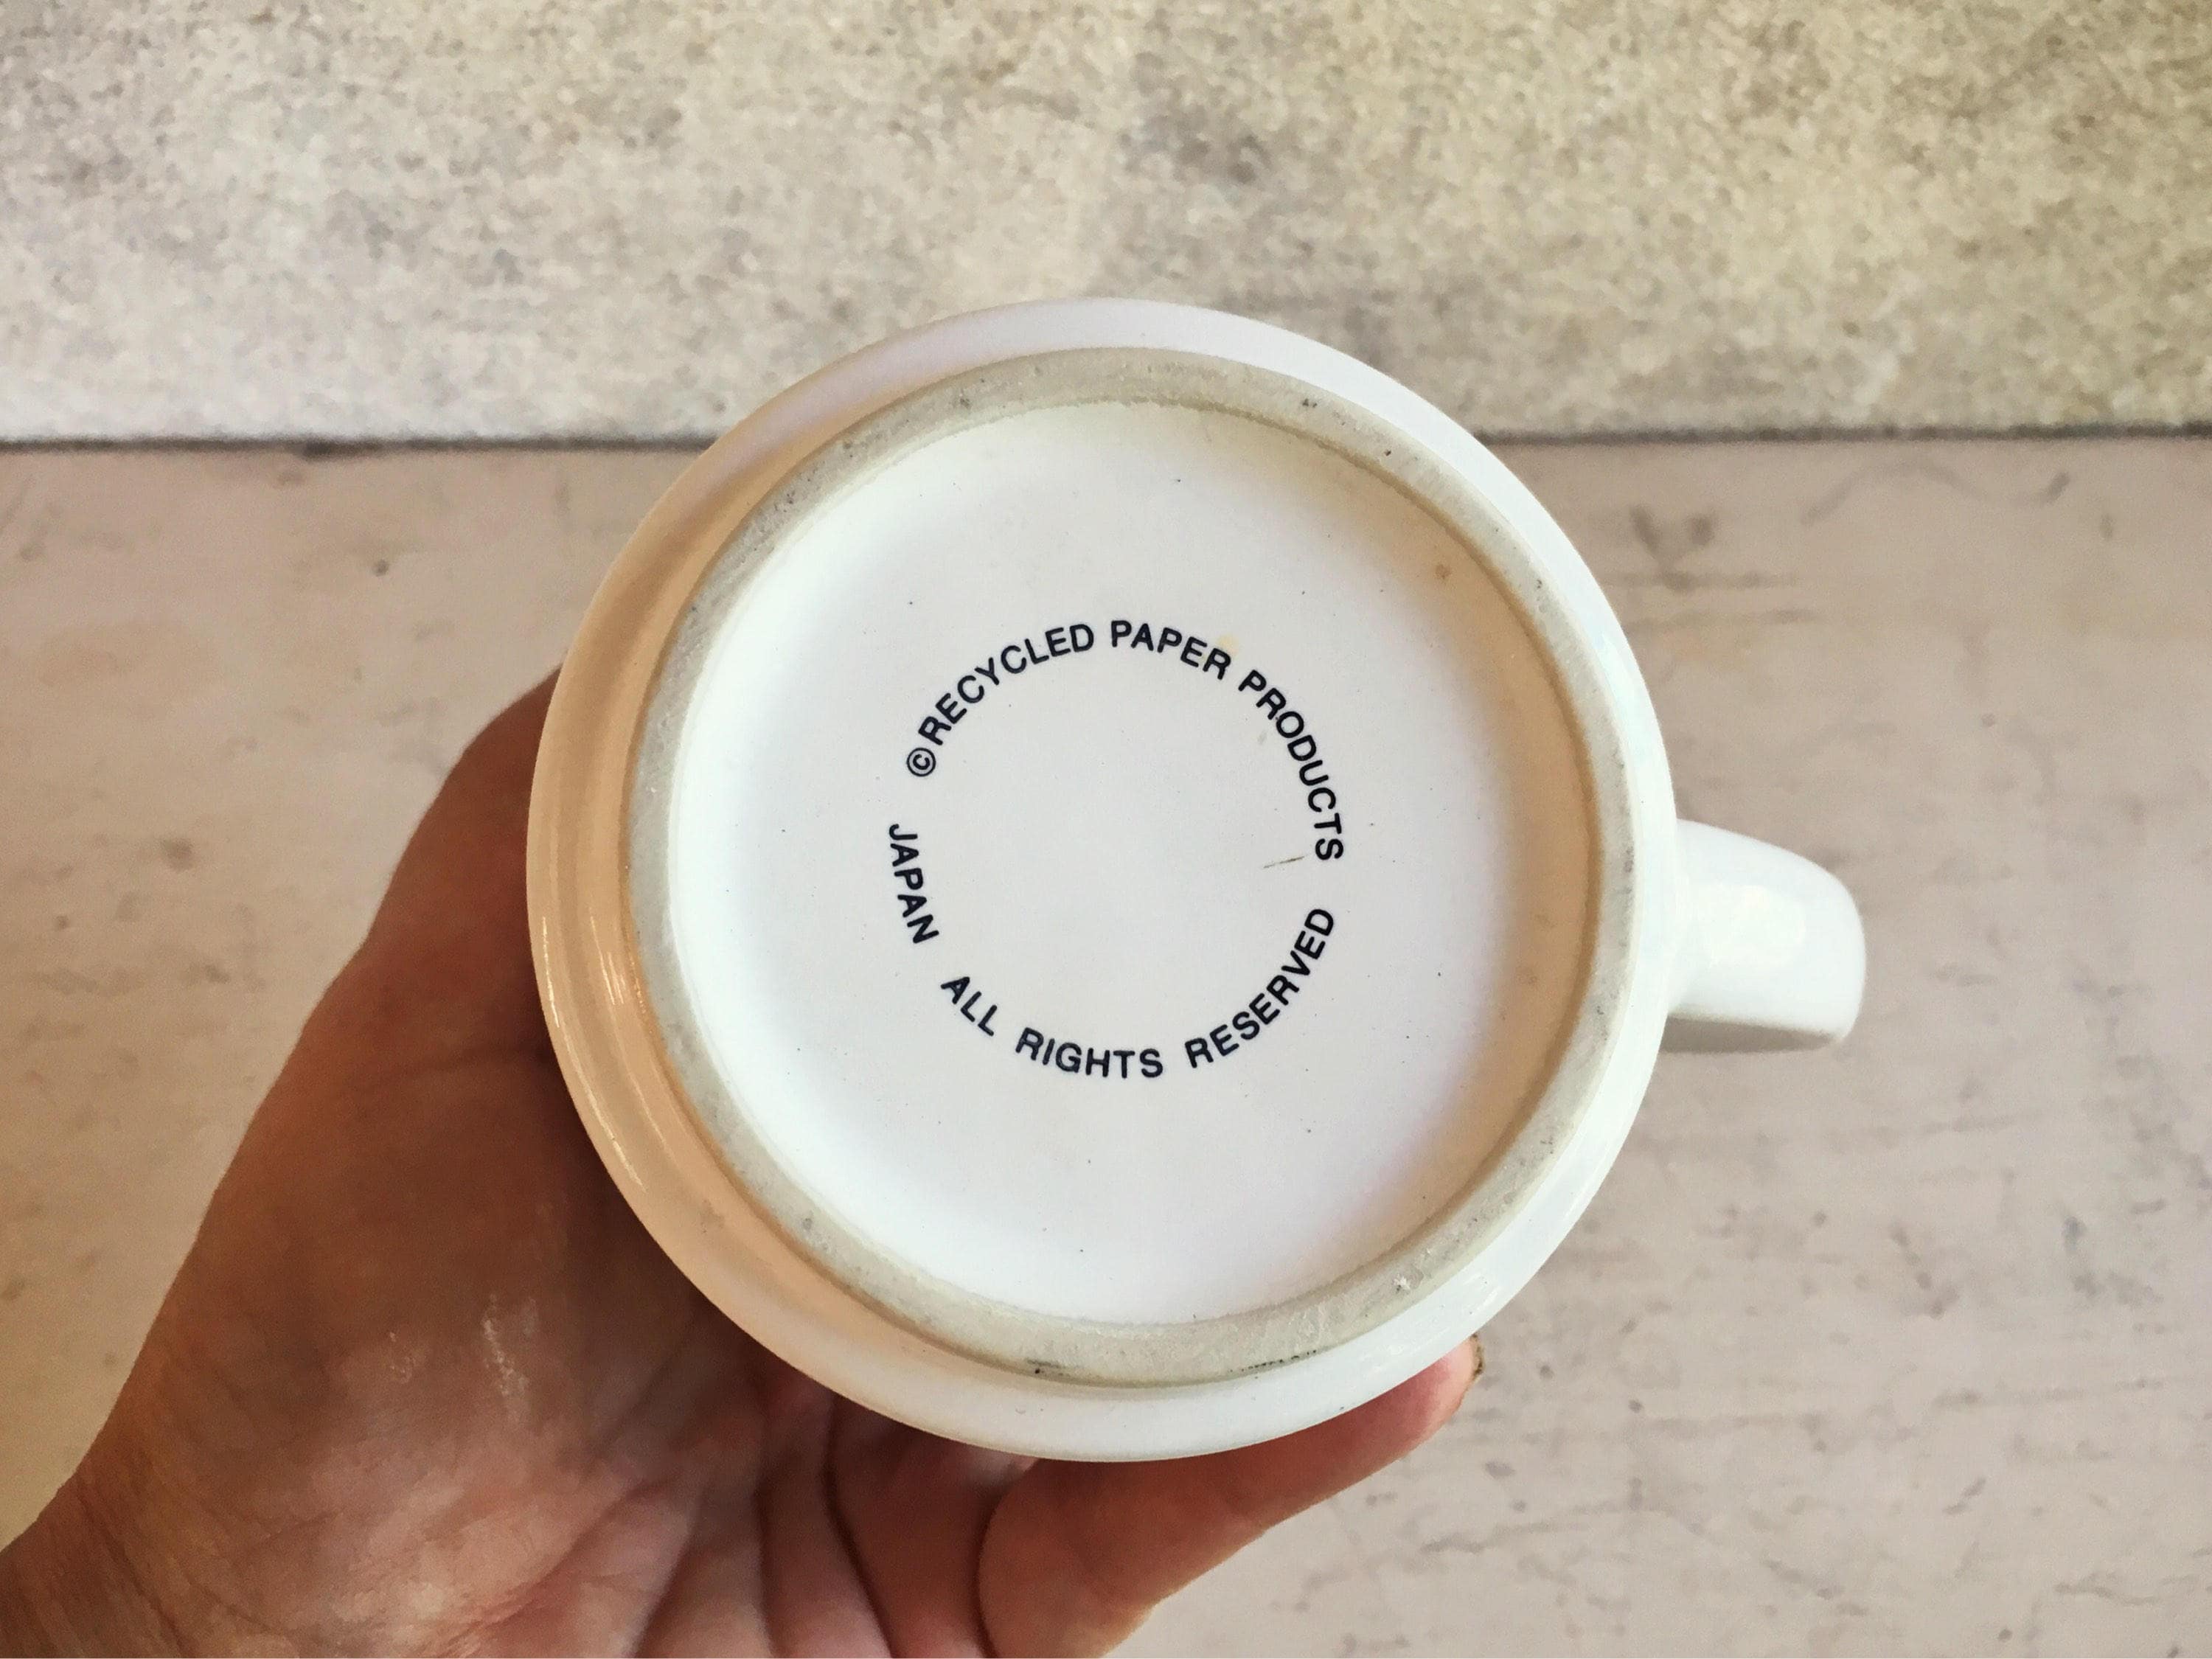 ©RECYCLED PAPER PRODUCTS
ALL RIGHTS RESERVED
JAPAN